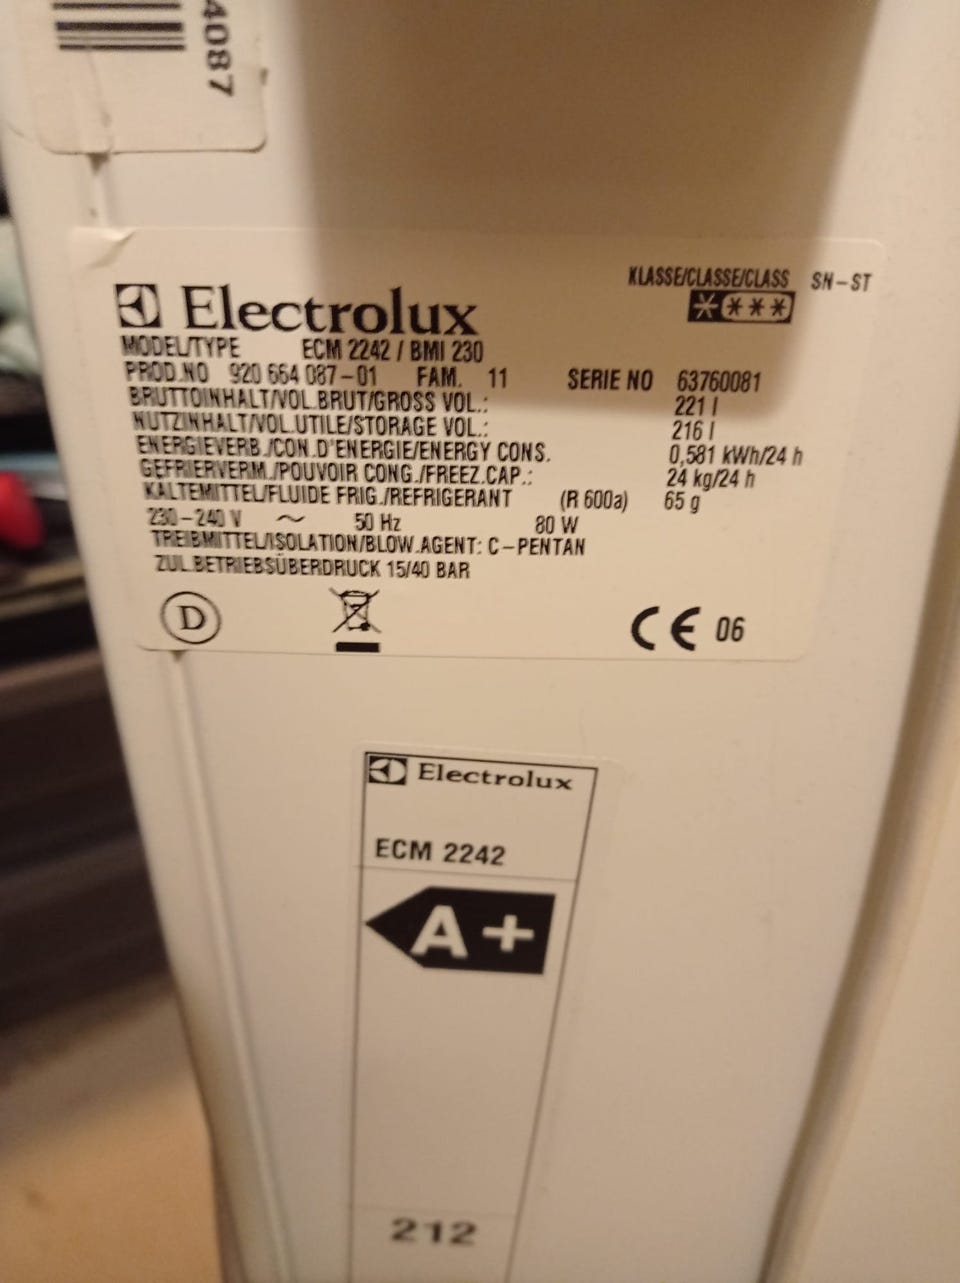 4087
KLASSE/CLASSE/CLASS SN-ST
Electrolux
MODEL/TYPE ECM 2242 / BMI 230
PROD.NO 920 664 087-01 FAM. 11 SERIE NO 63760081
BRUTTOINHALT/VOL.BRUT/GROSS VOL.: 221 l
NUTZINHALT/VOL.UTILE/STORAGE VOL.: 216 l
ENERGIEVERB./CON.D'ENERGIE/ENERGY CONS. 0,581 kWh/24 h
GEFRIERVERM./POUVOIR CONG./FREEZ.CAP.: 24 kg/24 h
KÄLTEMITTEL/FLUIDE FRIG./REFRIGERANT (R 600a) 65 g
230-240 V ~ 50 Hz 80 W
TREIBMITTEL/ISOLATION/BLOW.AGENT: C-PENTAN
ZUL.BETRIEBSÜBERDRUCK 15/40 BAR
D CE 06
Electrolux
ECM 2242
A+
212